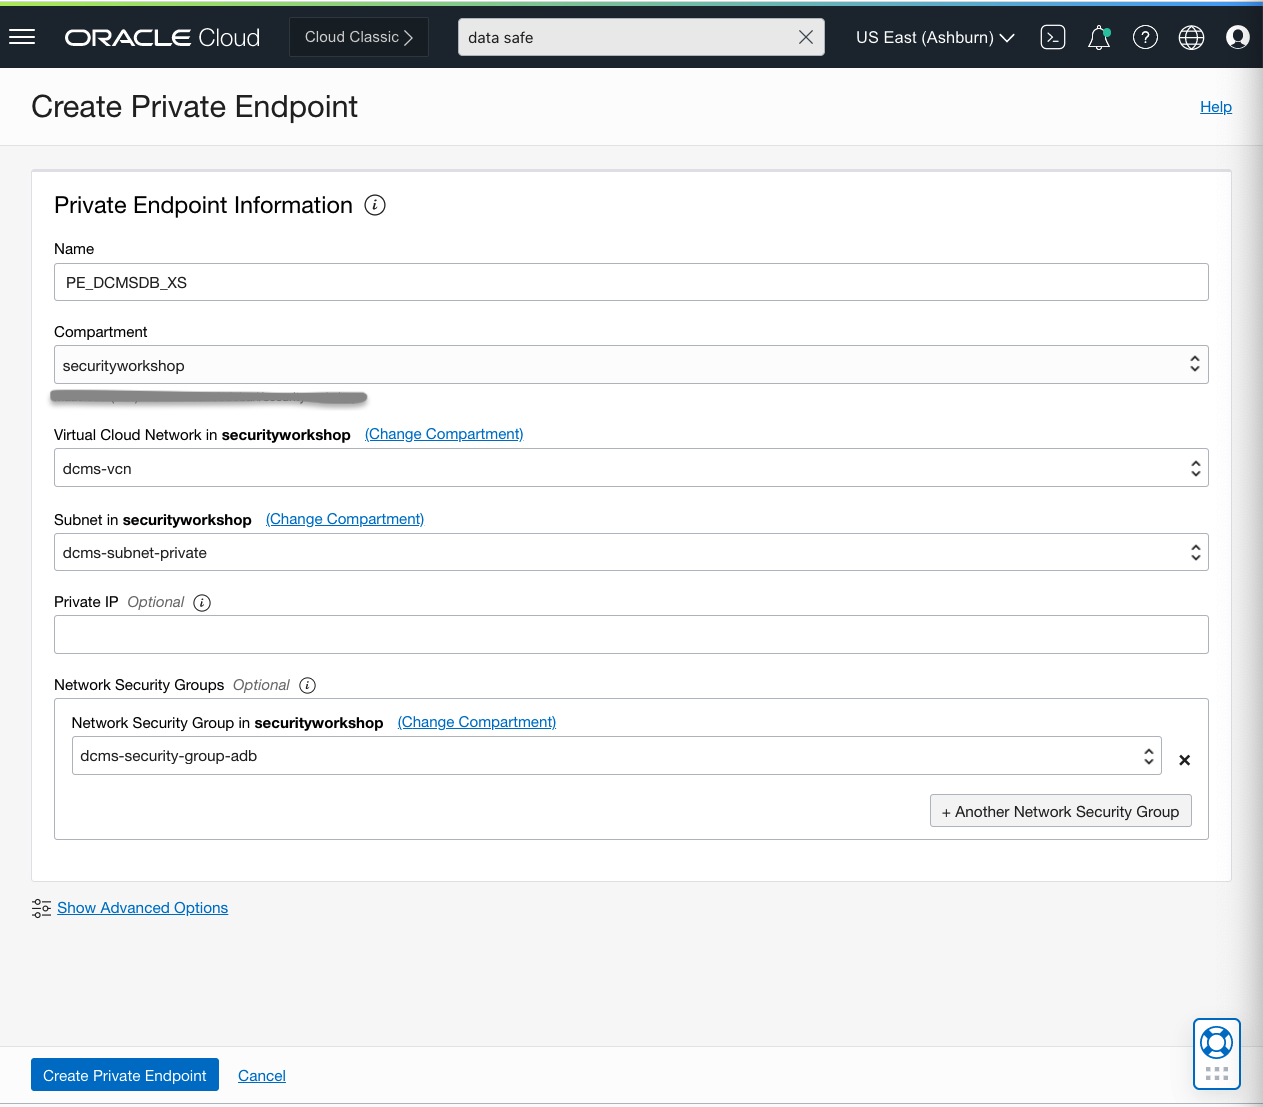 ORACLE Cloud
Cloud Classic
data safe
US East (Ashburn)
Create Private Endpoint
Help
Private Endpoint Information
Name
PE_DCMSDB_XS
Compartment
securityworkshop
Virtual Cloud Network in securityworkshop (Change Compartment)
dcms-vcn
Subnet in securityworkshop (Change Compartment)
dcms-subnet-private
Private IP Optional
Network Security Groups Optional
Network Security Group in securityworkshop (Change Compartment)
dcms-security-group-adb
+ Another Network Security Group
Show Advanced Options
Create Private Endpoint
Cancel